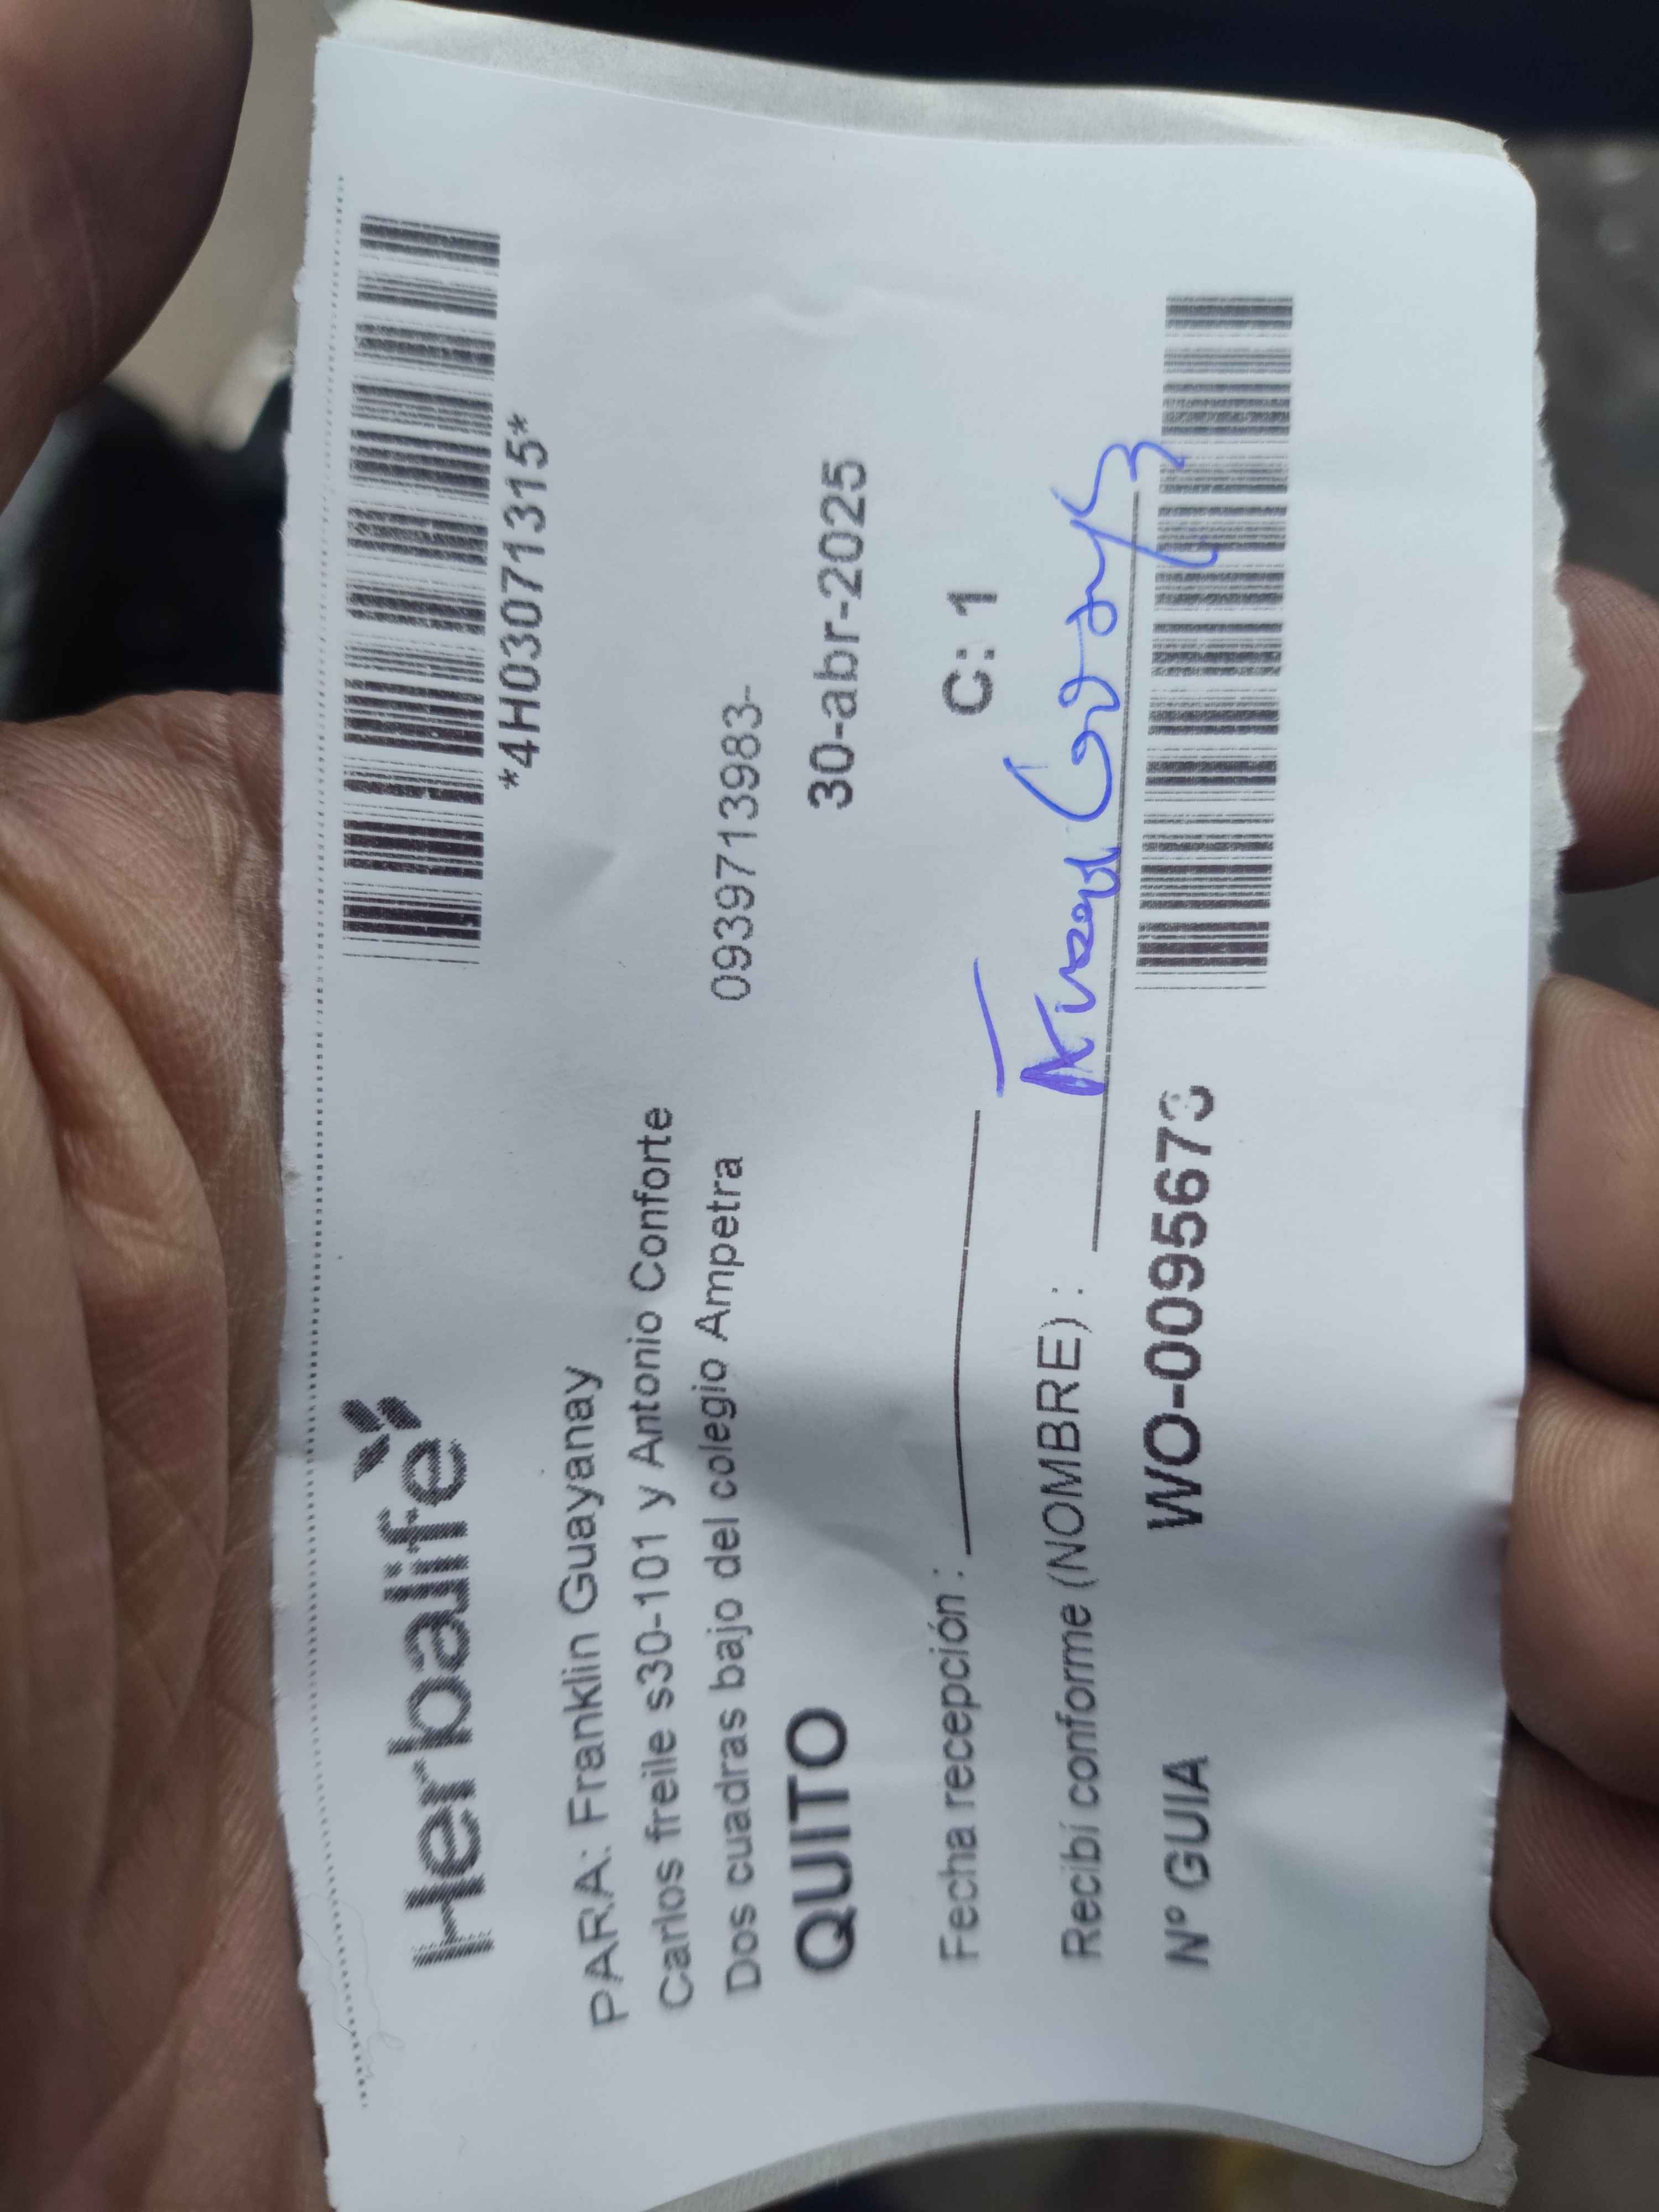 Herbalife
*4H03071315*
PARA: Franklin Guayanay
Carlos freile s30-101 y Antonio Conforte
Dos cuadras bajo del colegio Ampetra 0939713983-
QUITO 30-abr-2025
Fecha recepción : C: 1
Recibí conforme (NOMBRE) :
Nº GUIA WO-0095673